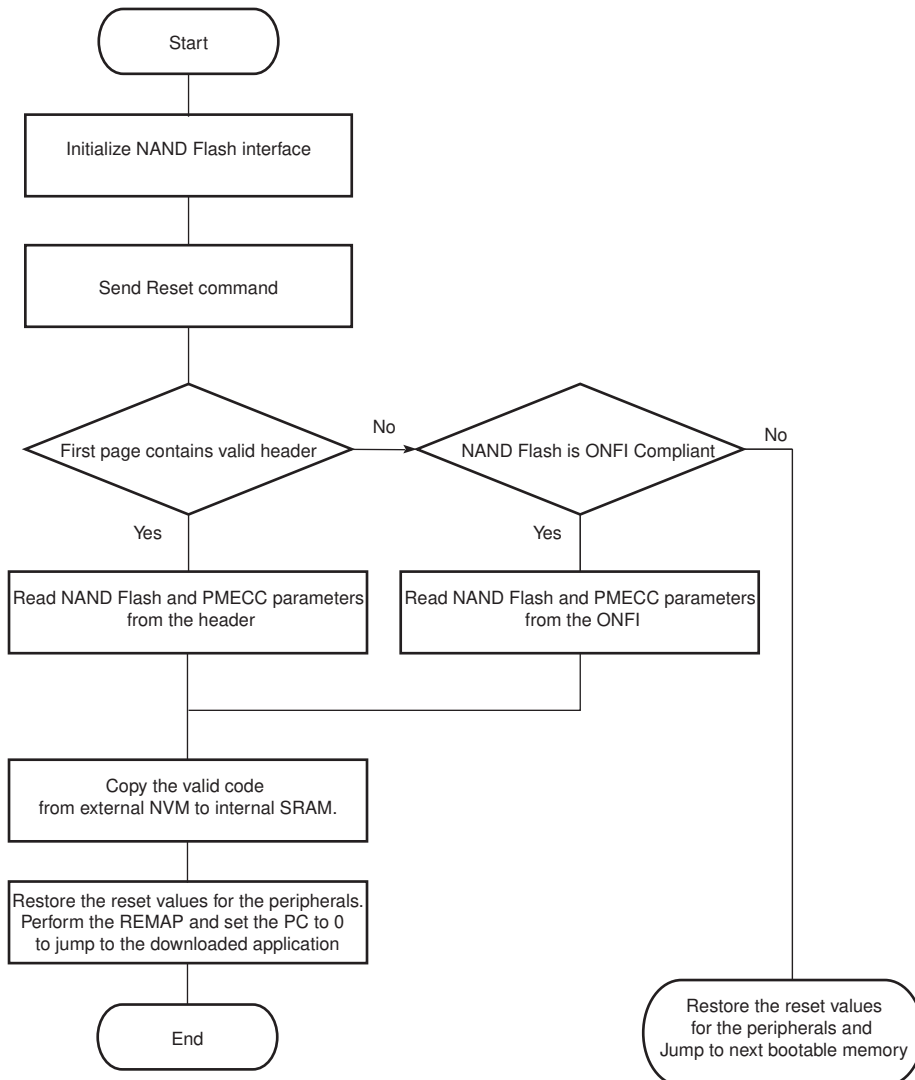 Start
Initialize NAND Flash interface
Send Reset command
First page contains valid header
No
NAND Flash is ONFI Compliant
No
Yes
Yes
Read NAND Flash and PMECC parameters
from the header
Read NAND Flash and PMECC parameters
from the ONFI
Copy the valid code
from external NVM to internal SRAM.
Restore the reset values for the peripherals.
Perform the REMAP and set the PC to 0
to jump to the downloaded application
End
Restore the reset values
for the peripherals and
Jump to next bootable memory